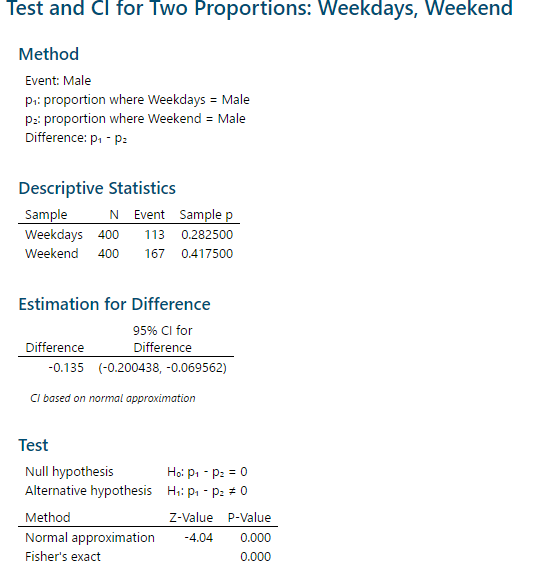 Test and CI for Two Proportions: Weekdays, Weekend
Method
Event: Male
p₁: proportion where Weekdays = Male
p₂: proportion where Weekend = Male
Difference: p₁ - p₂
Descriptive Statistics
Sample N Event Sample p
Weekdays 400 113 0.282500
Weekend 400 167 0.417500
Estimation for Difference
95% CI for
Difference Difference
-0.135 (-0.200438, -0.069562)
CI based on normal approximation
Test
Null hypothesis H₀: p₁ - p₂ = 0
Alternative hypothesis H₁: p₁ - p₂ ≠ 0
Method Z-Value P-Value
Normal approximation -4.04 0.000
Fisher's exact 0.000